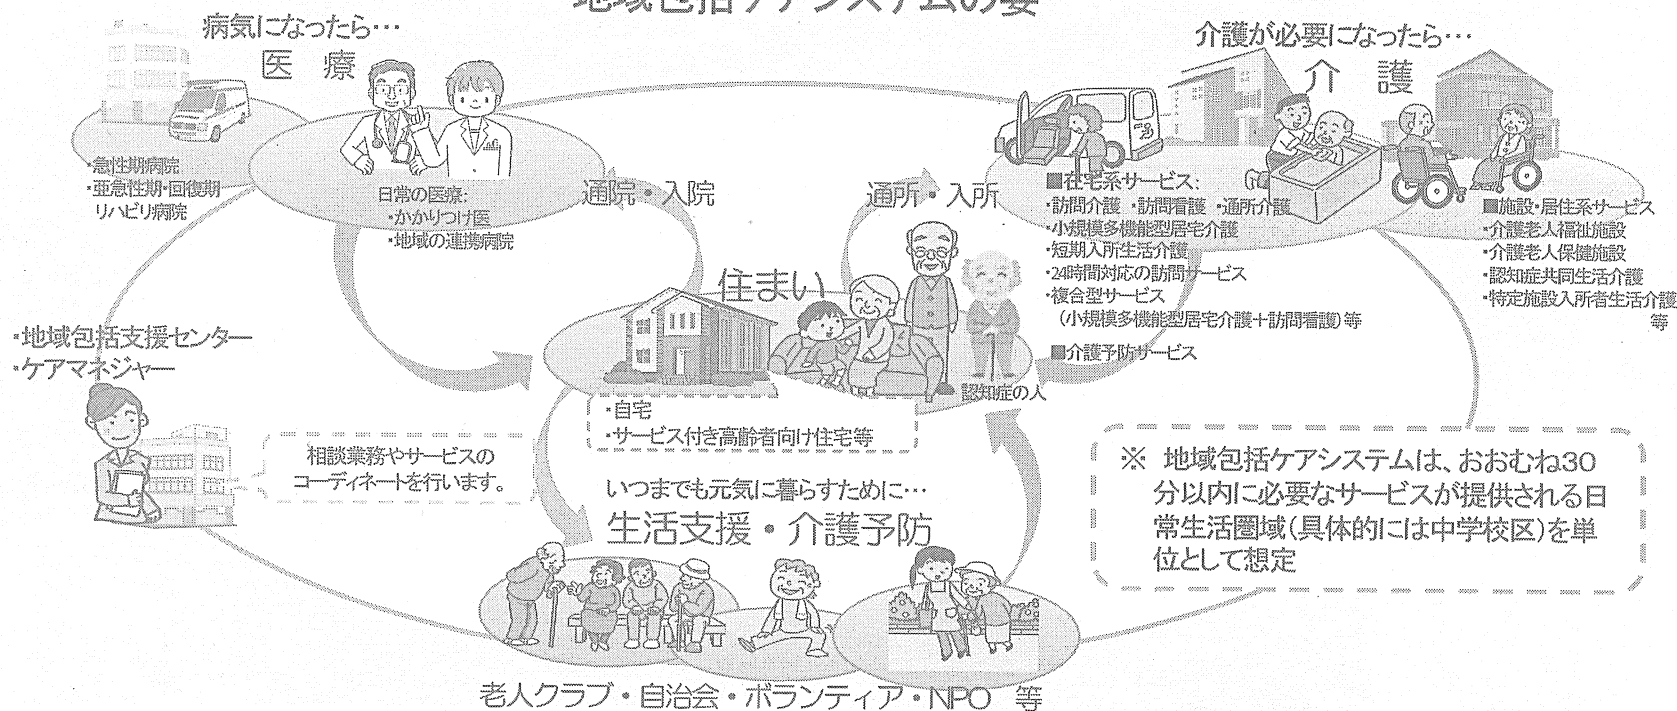 地域包括ケアシステムの姿
病気になったら…
医 療
・急性期病院
・亜急性期・回復期
リハビリ病院
日常の医療:
・かかりつけ医
・地域の連携病院
通院・入院
通所・入所
介護が必要になったら…
介 護
■在宅系サービス:
・訪問介護 ・訪問看護 ・通所介護
・小規模多機能型居宅介護
・短期入所生活介護
・24時間対応の訪問サービス
・複合型サービス
(小規模多機能型居宅介護+訪問看護)等
■介護予防サービス
■施設・居住系サービス
・介護老人福祉施設
・介護老人保健施設
・認知症共同生活介護
・特定施設入所者生活介護
等
住まい
認知症の人
・自宅
・サービス付き高齢者向け住宅等
・地域包括支援センター
・ケアマネジャー
相談業務やサービスの
コーディネートを行います。
いつまでも元気に暮らすために…
生活支援・介護予防
老人クラブ・自治会・ボランティア・NPO 等
※ 地域包括ケアシステムは、おおむね30
分以内に必要なサービスが提供される日
常生活圏域(具体的には中学校区)を単
位として想定